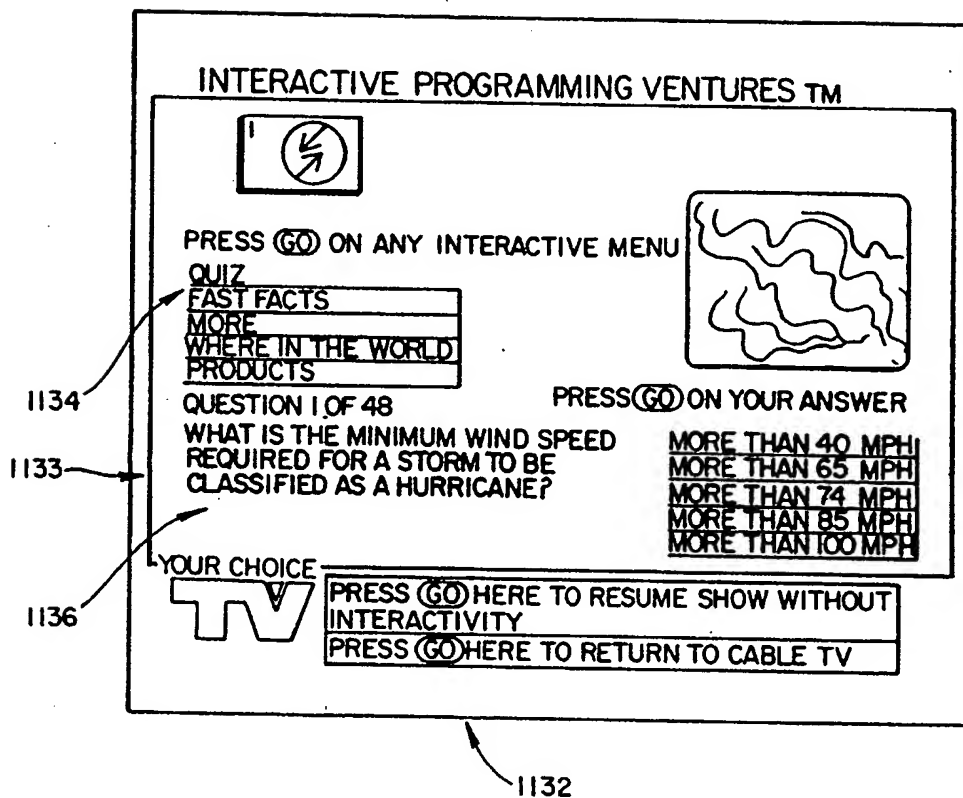 INTERACTIVE PROGRAMMING VENTURES TM
1
PRESS GO ON ANY INTERACTIVE MENU
QUIZ
FAST FACTS
MORE
WHERE IN THE WORLD
PRODUCTS
1134
QUESTION 1 OF 48
PRESS GO ON YOUR ANSWER
WHAT IS THE MINIMUM WIND SPEED
REQUIRED FOR A STORM TO BE
CLASSIFIED AS A HURRICANE?
1133
MORE THAN 40 MPH
MORE THAN 65 MPH
MORE THAN 74 MPH
MORE THAN 85 MPH
MORE THAN 100 MPH
1136
YOUR CHOICE
TV
PRESS GO HERE TO RESUME SHOW WITHOUT
INTERACTIVITY
PRESS GO HERE TO RETURN TO CABLE TV
1132